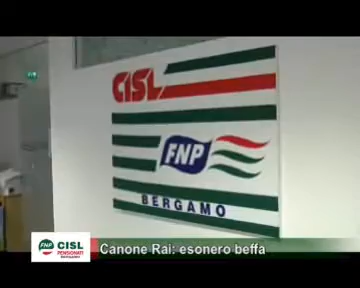 CISL
FNP
BERGAMO
FNP CISL
PENSIONATI
Canone Rai: esonero beffa